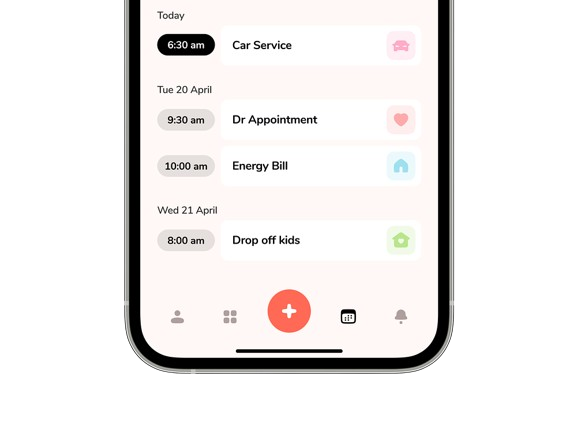 Today
6:30 am
Car Service
Tue 20 April
9:30 am
Dr Appointment
10:00 am
Energy Bill
Wed 21 April
8:00 am
Drop off kids